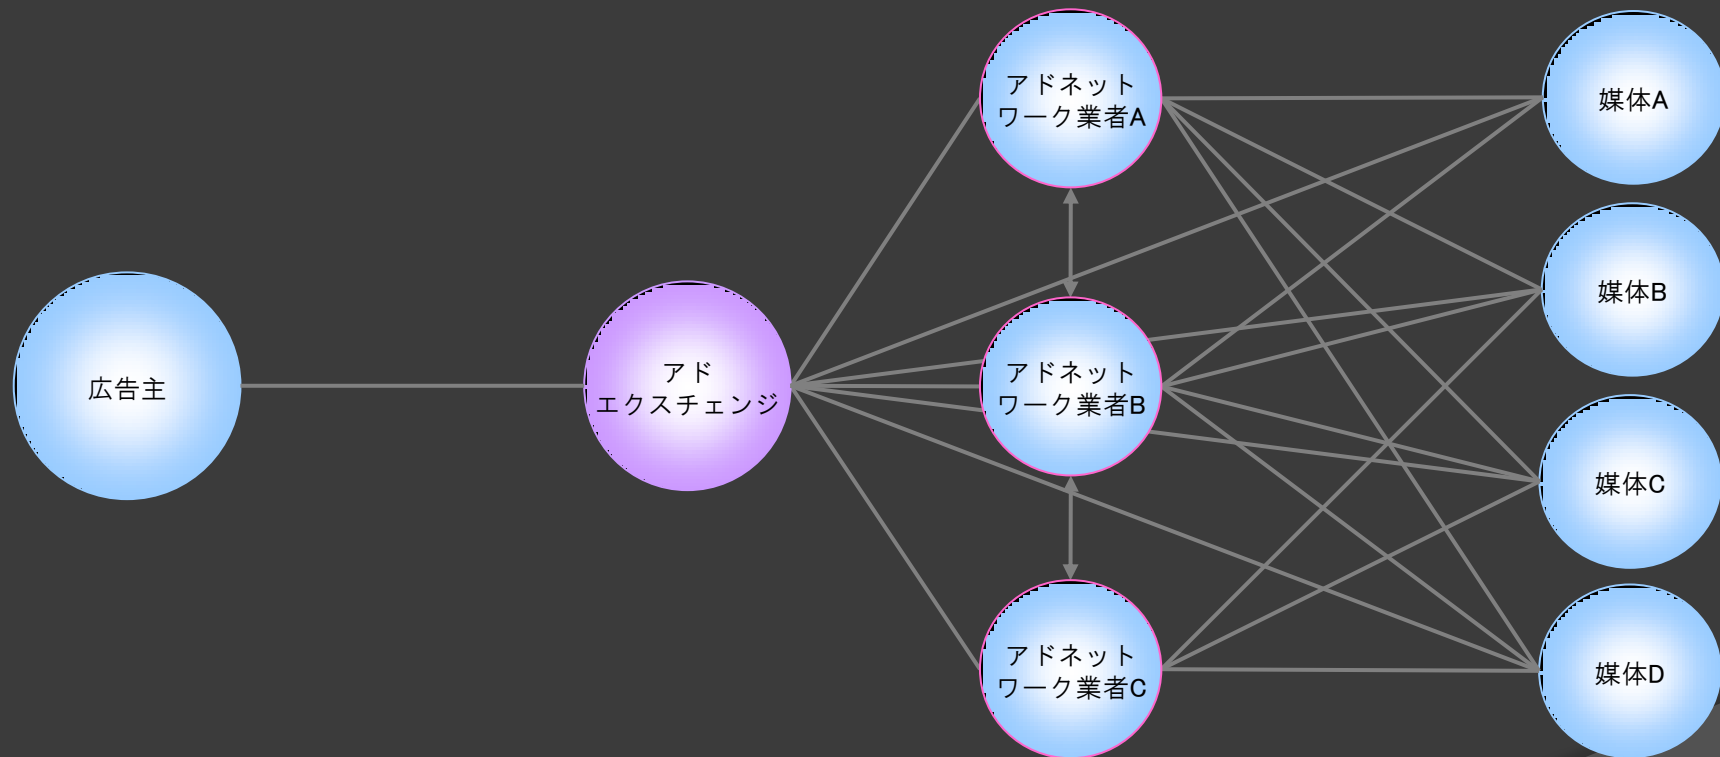 広告主
アド
エクスチェンジ
アドネット
ワーク業者A
アドネット
ワーク業者B
アドネット
ワーク業者C
媒体A
媒体B
媒体C
媒体D